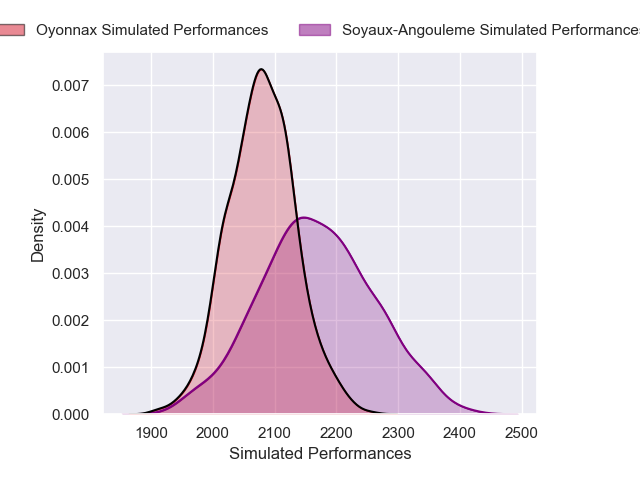 Oyonnax Simulated Performances
Soyaux-Angouleme Simulated Performances
0.007
0.006
0.005
0.004
0.003
0.002
0.001
0.000
Density
1900 2000 2100 2200 2300 2400 2500
Simulated Performances